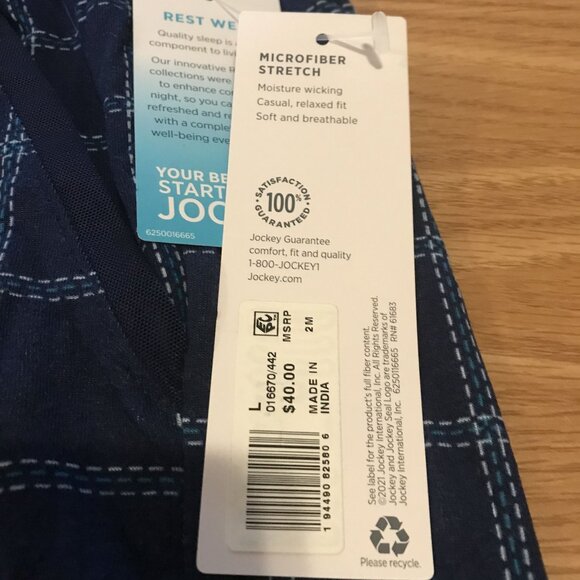 REST WE
Quality sleep is
component to livi
Our innovative R
collections were
to enhance co
night, so you ca
refreshed and re
with a comple
well-being eve
YOUR BE
START
JOC
6250016665
MICROFIBER
STRETCH
Moisture wicking
Casual, relaxed fit
Soft and breathable
SATISFACTION
100%
GUARANTEED
Jockey Guarantee
comfort, fit and quality
1-800-JOCKEY1
Jockey.com
L
016670/442
MSRP
$40.00
2M
MADE IN
INDIA
1 94490 82580 6
See label for the product's full fiber content.
©2021 Jockey International, Inc. All Rights Reserved.
Jockey and Jockey Seal Logo are trademarks of
Jockey International, Inc. 6250116665 RN# 61683
Please recycle.